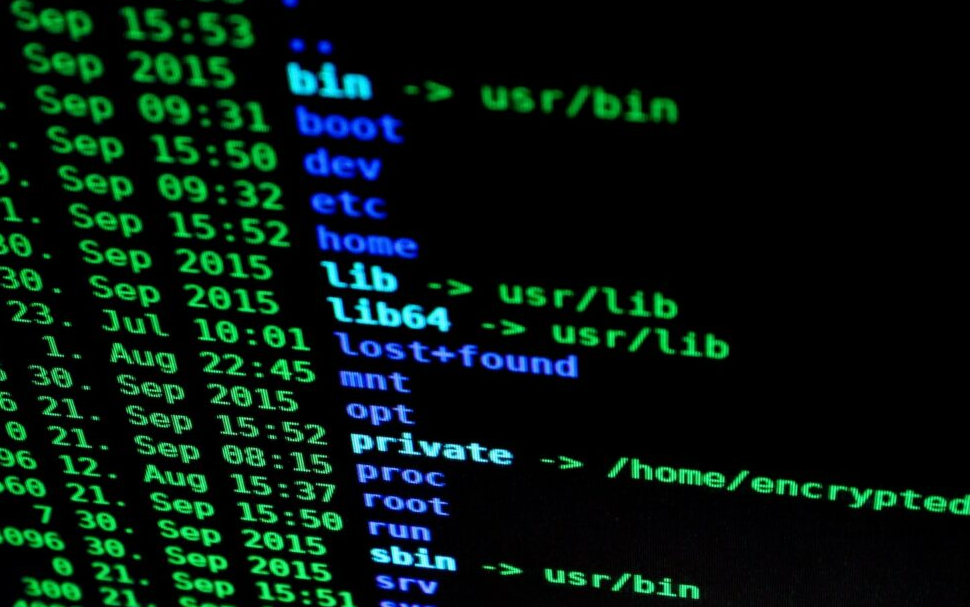 Sep 15:53 ..
Sep 2015 bin -> usr/bin
. Sep 09:31 boot
. Sep 15:50 dev
. Sep 09:32 etc
1. Sep 15:52 home
30. Sep 2015 lib -> usr/lib
30. Sep 2015 lib64 -> usr/lib
23. Jul 10:01 lost+found
1. Aug 22:45 mnt
30. Sep 2015 opt
6 21. Sep 15:52 private -> /home/encrypted
0 21. Sep 08:15 proc
96 12. Aug 15:37 root
560 21. Sep 15:50 run
7 30. Sep 2015 sbin -> usr/bin
096 30. Sep 2015 srv
0 21. Sep 15:51
300 21.